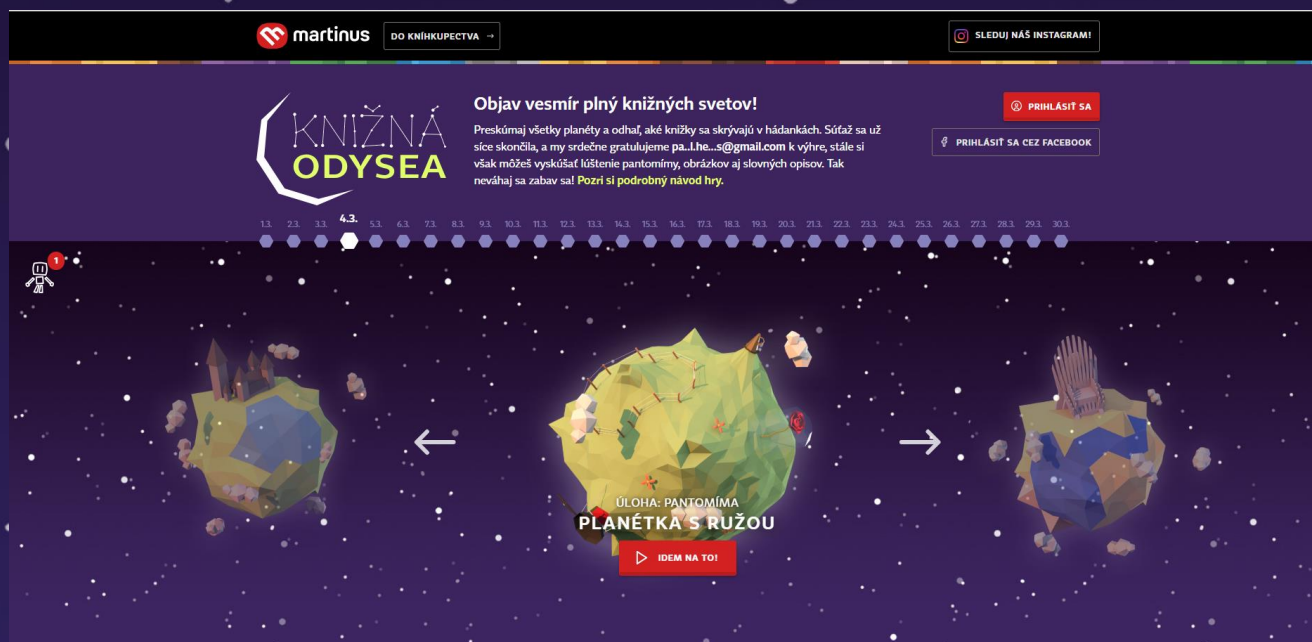 martinus
DO KNÍHKUPECTVA →
SLEDUJ NÁŠ INSTAGRAM!
KNIŽNÁ
ODYSEA
Objav vesmír plný knižných svetov!
Preskúmaj všetky planéty a odhaľ, aké knižky sa skrývajú v hádankách. Súťaž sa už
síce skončila, a my srdečne gratulujeme pa..l.he...s@gmail.com k výhre, stále si
však môžeš vyskúšať lúštenie pantomímy, obrázkov aj slovných opisov. Tak
neváhaj sa zabav sa! Pozri si podrobný návod hry.
PRIHLÁSIŤ SA
PRIHLÁSIŤ SA CEZ FACEBOOK
1.3. 2.3. 3.3. 4.3. 5.3. 6.3. 7.3. 8.3. 9.3. 10.3. 11.3. 12.3. 13.3. 14.3. 15.3. 16.3. 17.3. 18.3. 19.3. 20.3. 21.3. 22.3. 23.3. 24.3. 25.3. 26.3. 27.3. 28.3. 29.3. 30.3.
1
ÚLOHA: PANTOMÍMA
PLANÉTKA S RUŽOU
IDEM NA TO!